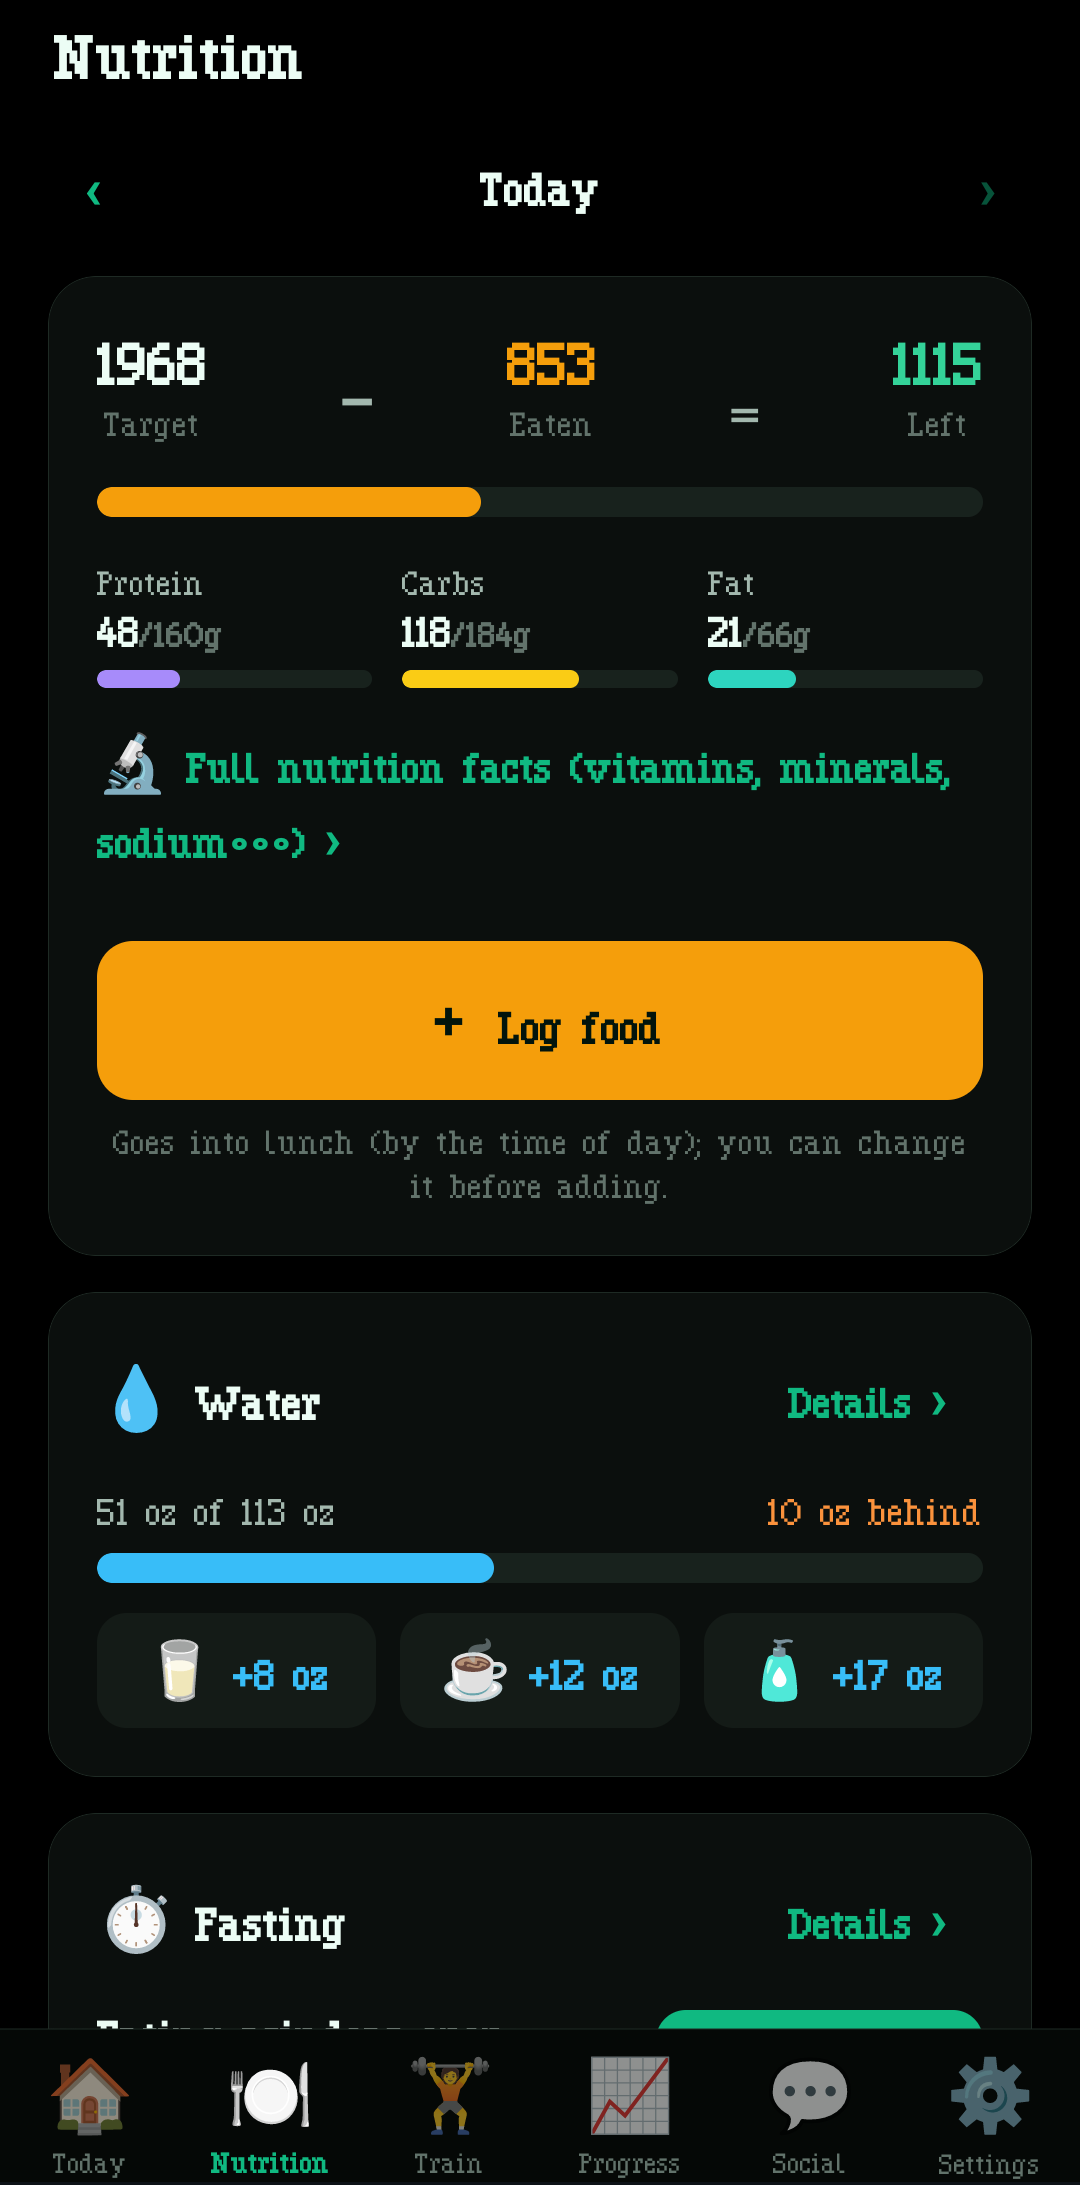 Nutrition
‹ Today ›
1968 - 853 = 1115
Target Eaten Left
Protein Carbs Fat
48/160g 118/184g 21/66g
Full nutrition facts (vitamins, minerals,
sodium…) ›
+ Log food
Goes into lunch (by the time of day); you can change
it before adding.
Water Details ›
51 oz of 113 oz 10 oz behind
+8 oz +12 oz +17 oz
Fasting Details ›
Today Nutrition Train Progress Social Settings